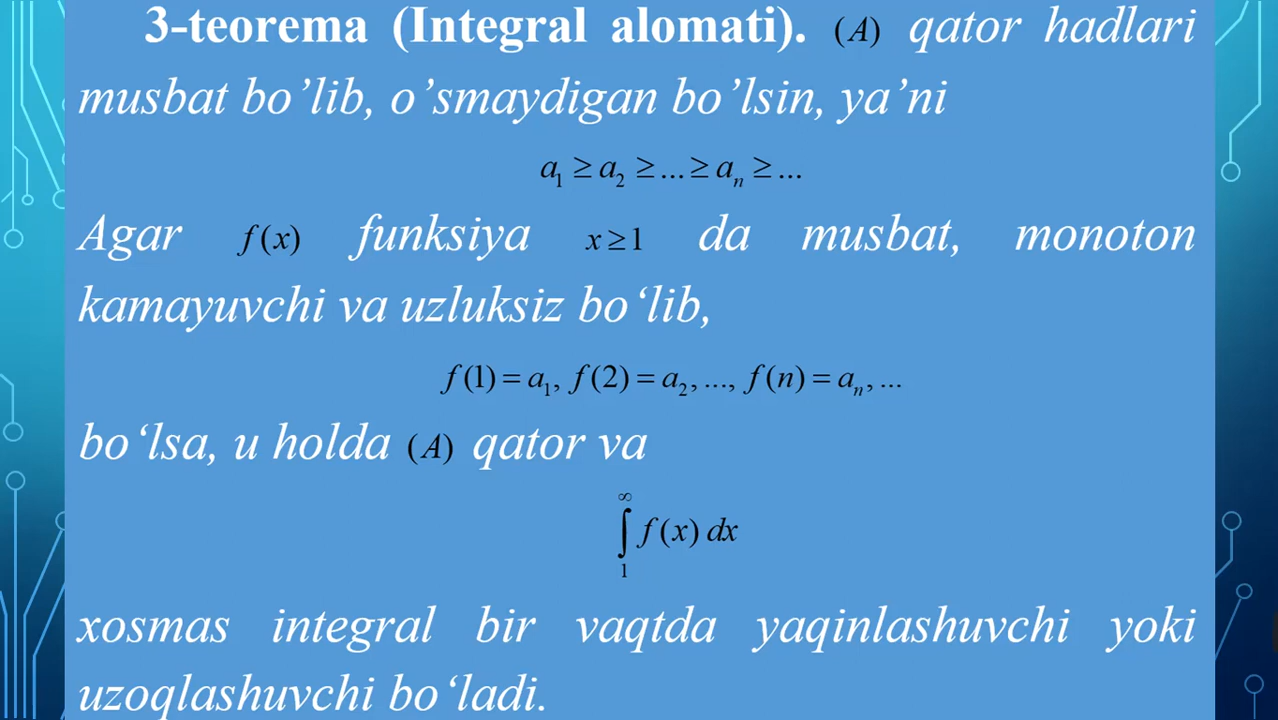 3-teorema (Integral alomati). (A) qator hadlari
musbat bo’lib, o’smaydigan bo’lsin, ya’ni
a₁ ≥ a₂ ≥ ... ≥ aₙ ≥ ...
Agar f(x) funksiya x ≥ 1 da musbat, monoton
kamayuvchi va uzluksiz bo‘lib,
f(1) = a₁, f(2) = a₂, ..., f(n) = aₙ, ...
bo‘lsa, u holda (A) qator va
∫₁^∞ f(x) dx
xosmas integral bir vaqtda yaqinlashuvchi yoki
uzoqlashuvchi bo‘ladi.